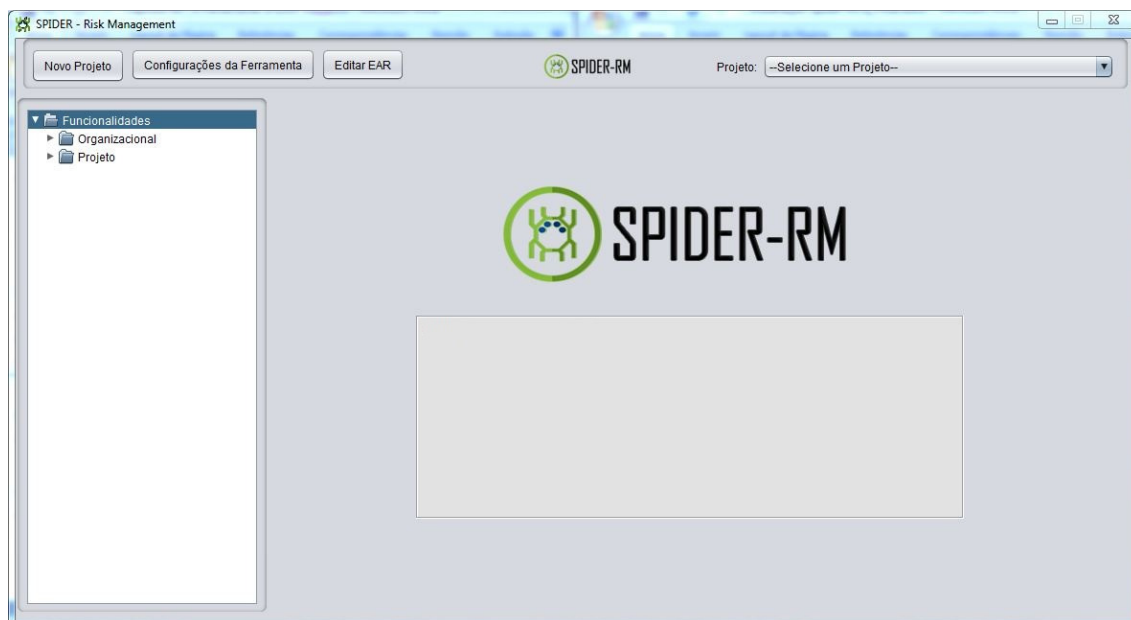 SPIDER - Risk Management
Novo Projeto Configurações da Ferramenta Editar EAR SPIDER-RM Projeto: --Selecione um Projeto--
Funcionalidades
Organizacional
Projeto
SPIDER-RM